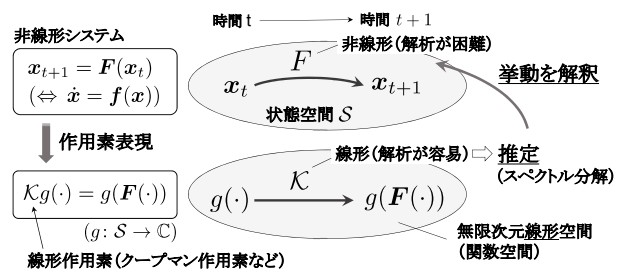 時間 t
時間 t + 1
非線形システム
x_{t+1} = F(x_t)
(⇔ ẋ = f(x))
F
非線形（解析が困難）
x_t
x_{t+1}
状態空間 𝒮
挙動を解釈
作用素表現
𝒦g(·) = g(F(·))
(g: 𝒮 → ℂ)
線形作用素（クープマン作用素など）
𝒦
線形（解析が容易）
g(·)
g(F(·))
推定
（スペクトル分解）
無限次元線形空間
（関数空間）